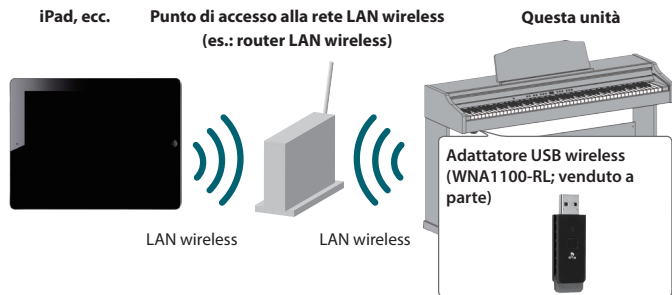 iPad, ecc.
Punto di accesso alla rete LAN wireless
(es.: router LAN wireless)
Questa unità
Adattatore USB wireless
(WNA1100-RL; venduto a
parte)
LAN wireless
LAN wireless